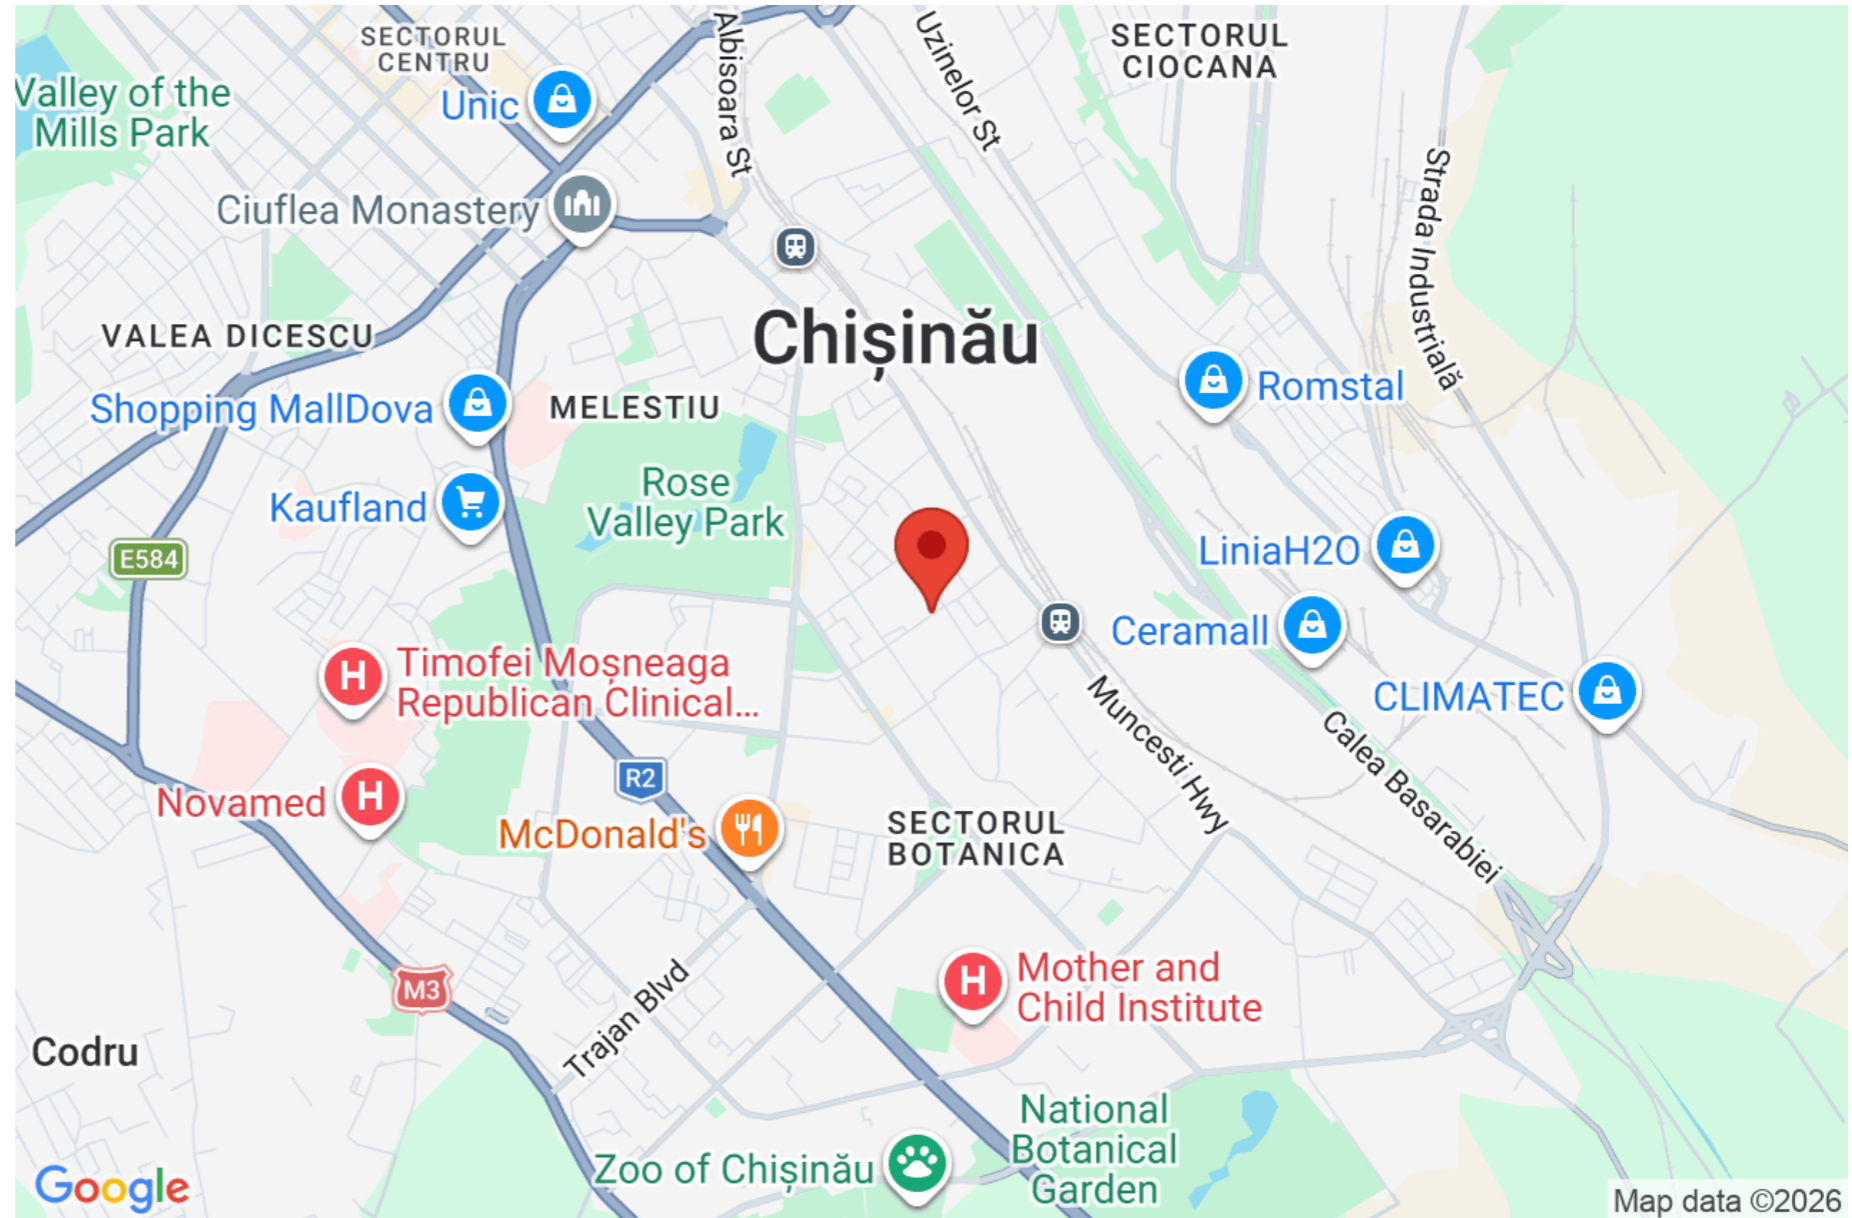 SECTORUL
CENTRU
Albisoara St
Uzinelor St
SECTORUL
CIOCANA
Valley of the
Mills Park
Unic
Ciuflea Monastery
Strada Industrială
VALEA DICESCU
Chișinău
Shopping MallDova
MELESTIU
Romstal
Rose
Valley Park
Kaufland
E584
LiniaH2O
Ceramall
Timofei Moșneaga
Republican Clinical...
CLIMATEC
Muncesti Hwy
Calea Basarabiei
R2
Novamed
McDonald's
SECTORUL
BOTANICA
M3
Trajan Blvd
Mother and
Child Institute
Codru
National
Botanical
Garden
Zoo of Chișinău
Google
Map data ©2026